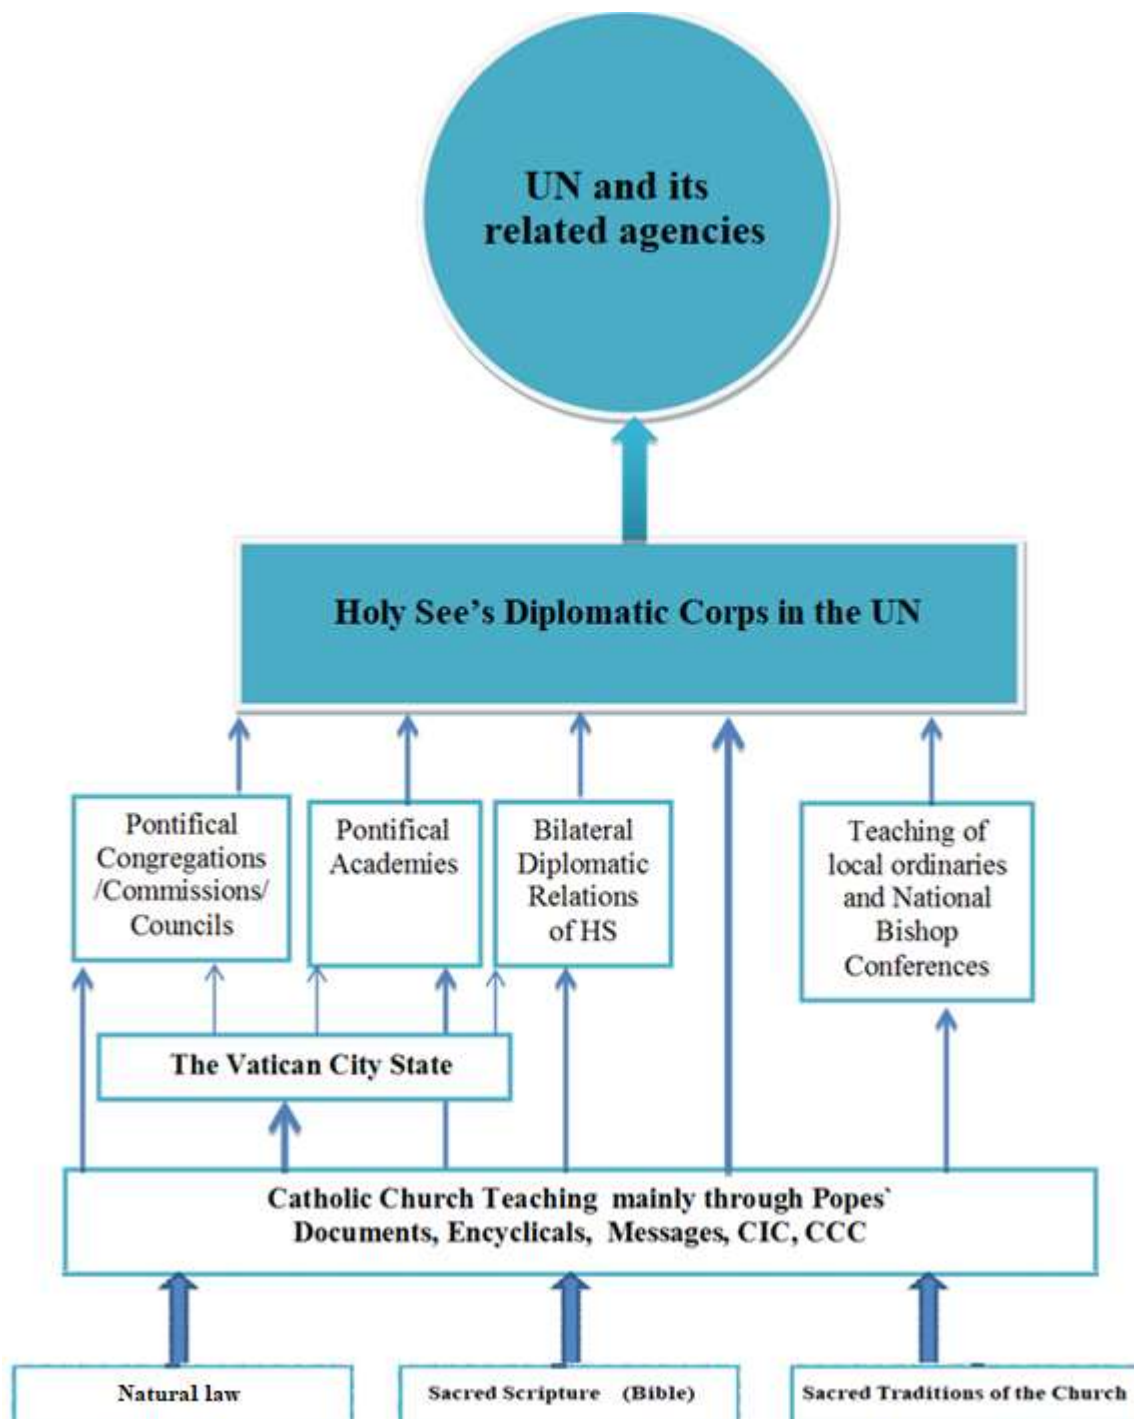 UN and its
related agencies
Holy See’s Diplomatic Corps in the UN
Pontifical
Congregations
/Commissions/
Councils
Pontifical
Academies
Bilateral
Diplomatic
Relations
of HS
Teaching of
local ordinaries
and National
Bishop
Conferences
The Vatican City State
Catholic Church Teaching mainly through Popes`
Documents, Encyclicals, Messages, CIC, CCC
Natural law
Sacred Scripture (Bible)
Sacred Traditions of the Church